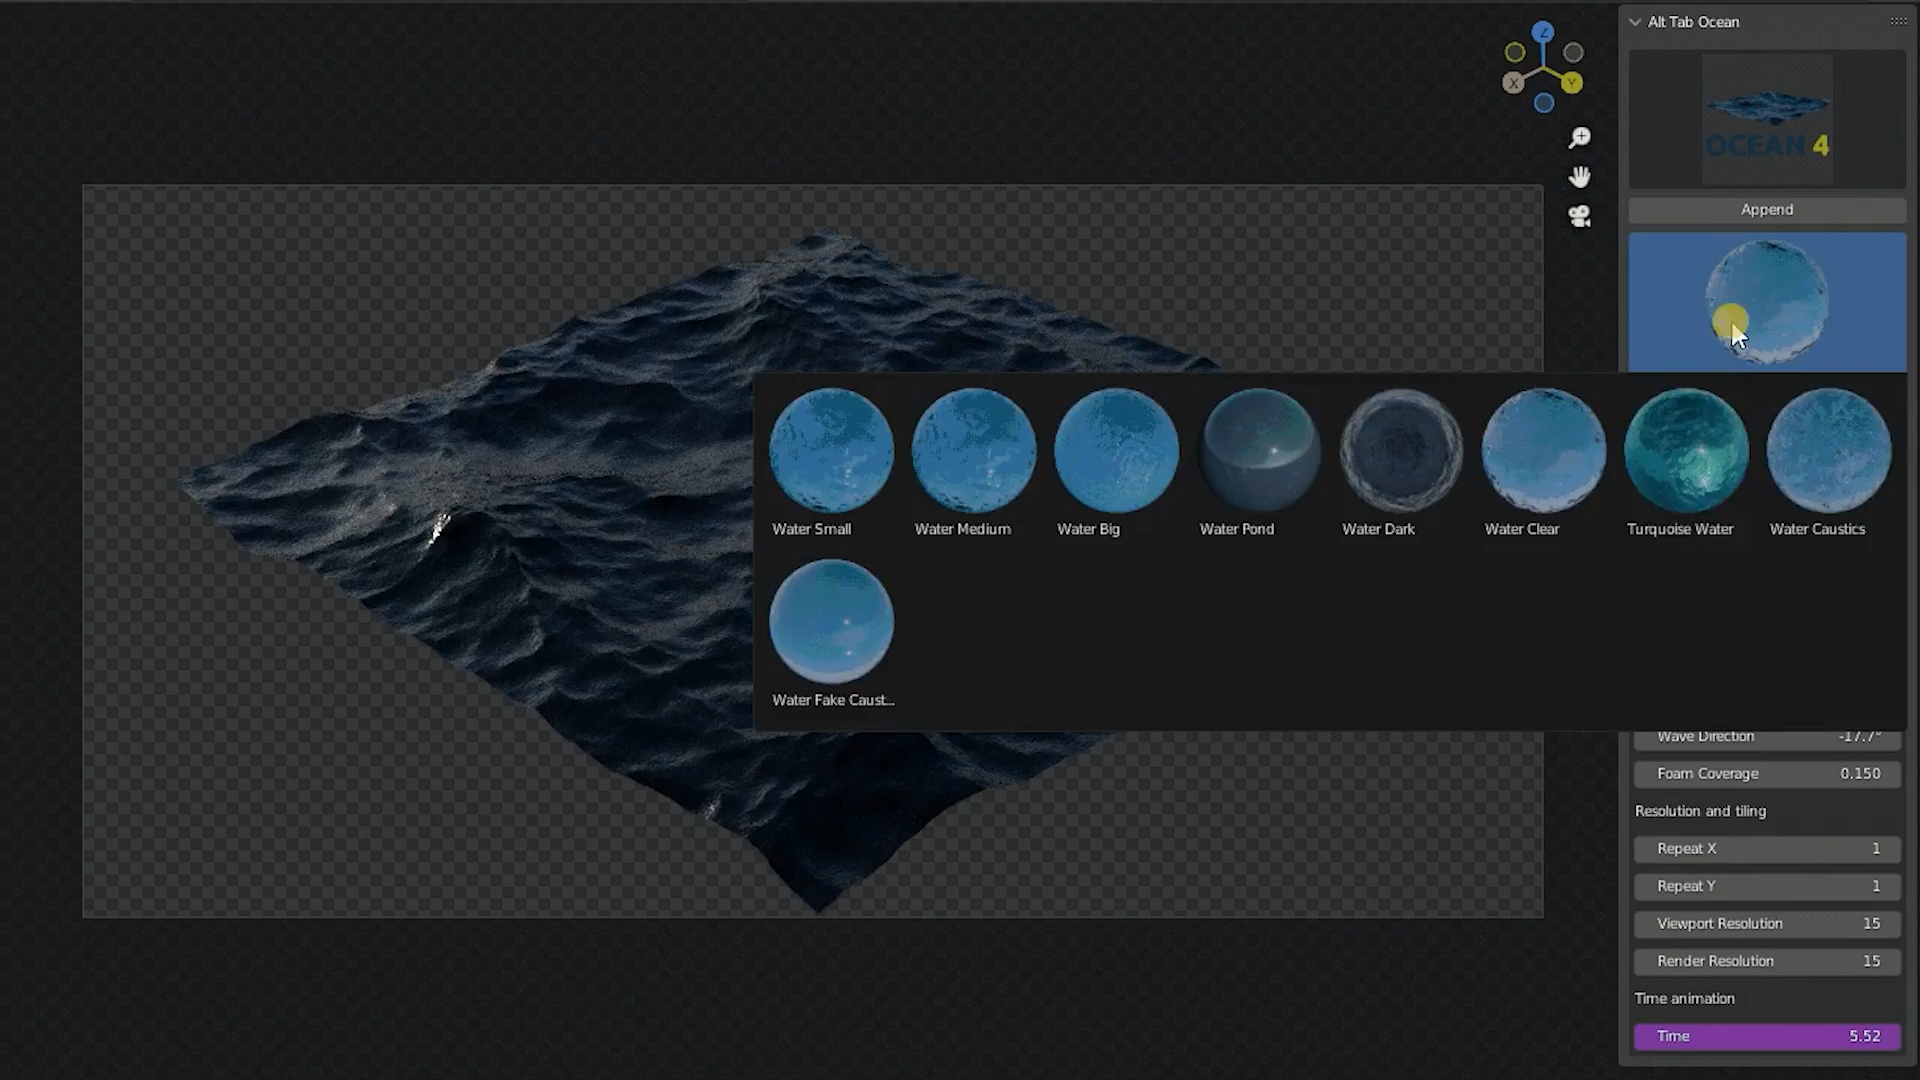 Alt Tab Ocean
Z
X
Y
OCEAN 4
Append
Water Small
Water Medium
Water Big
Water Pond
Water Dark
Water Clear
Turquoise Water
Water Caustics
Water Fake Caust...
Wave Direction -17.7°
Foam Coverage 0.150
Resolution and tiling
Repeat X 1
Repeat Y 1
Viewport Resolution 15
Render Resolution 15
Time animation
Time 5.52